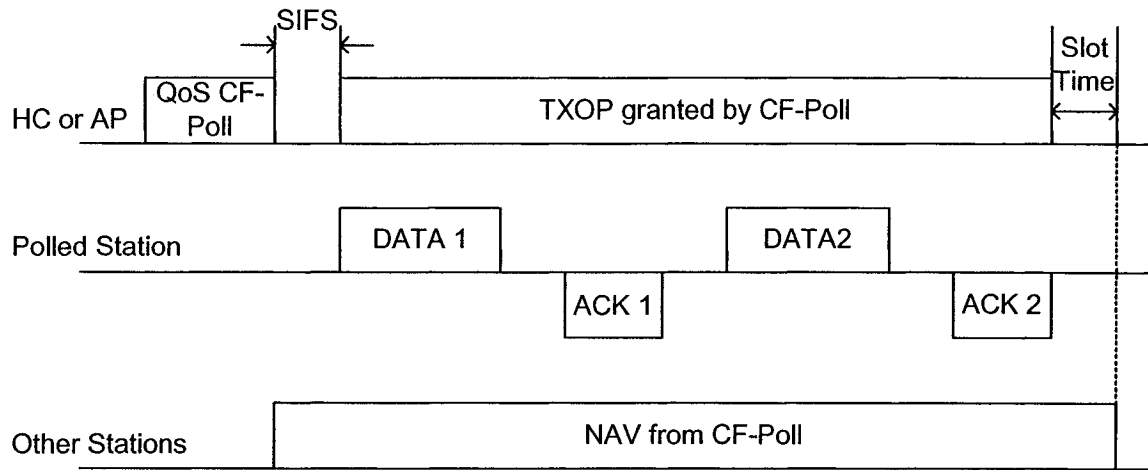 SIFS
Slot
Time
HC or AP
QoS CF-
Poll
TXOP granted by CF-Poll
Polled Station
DATA 1
DATA2
ACK 1
ACK 2
Other Stations
NAV from CF-Poll